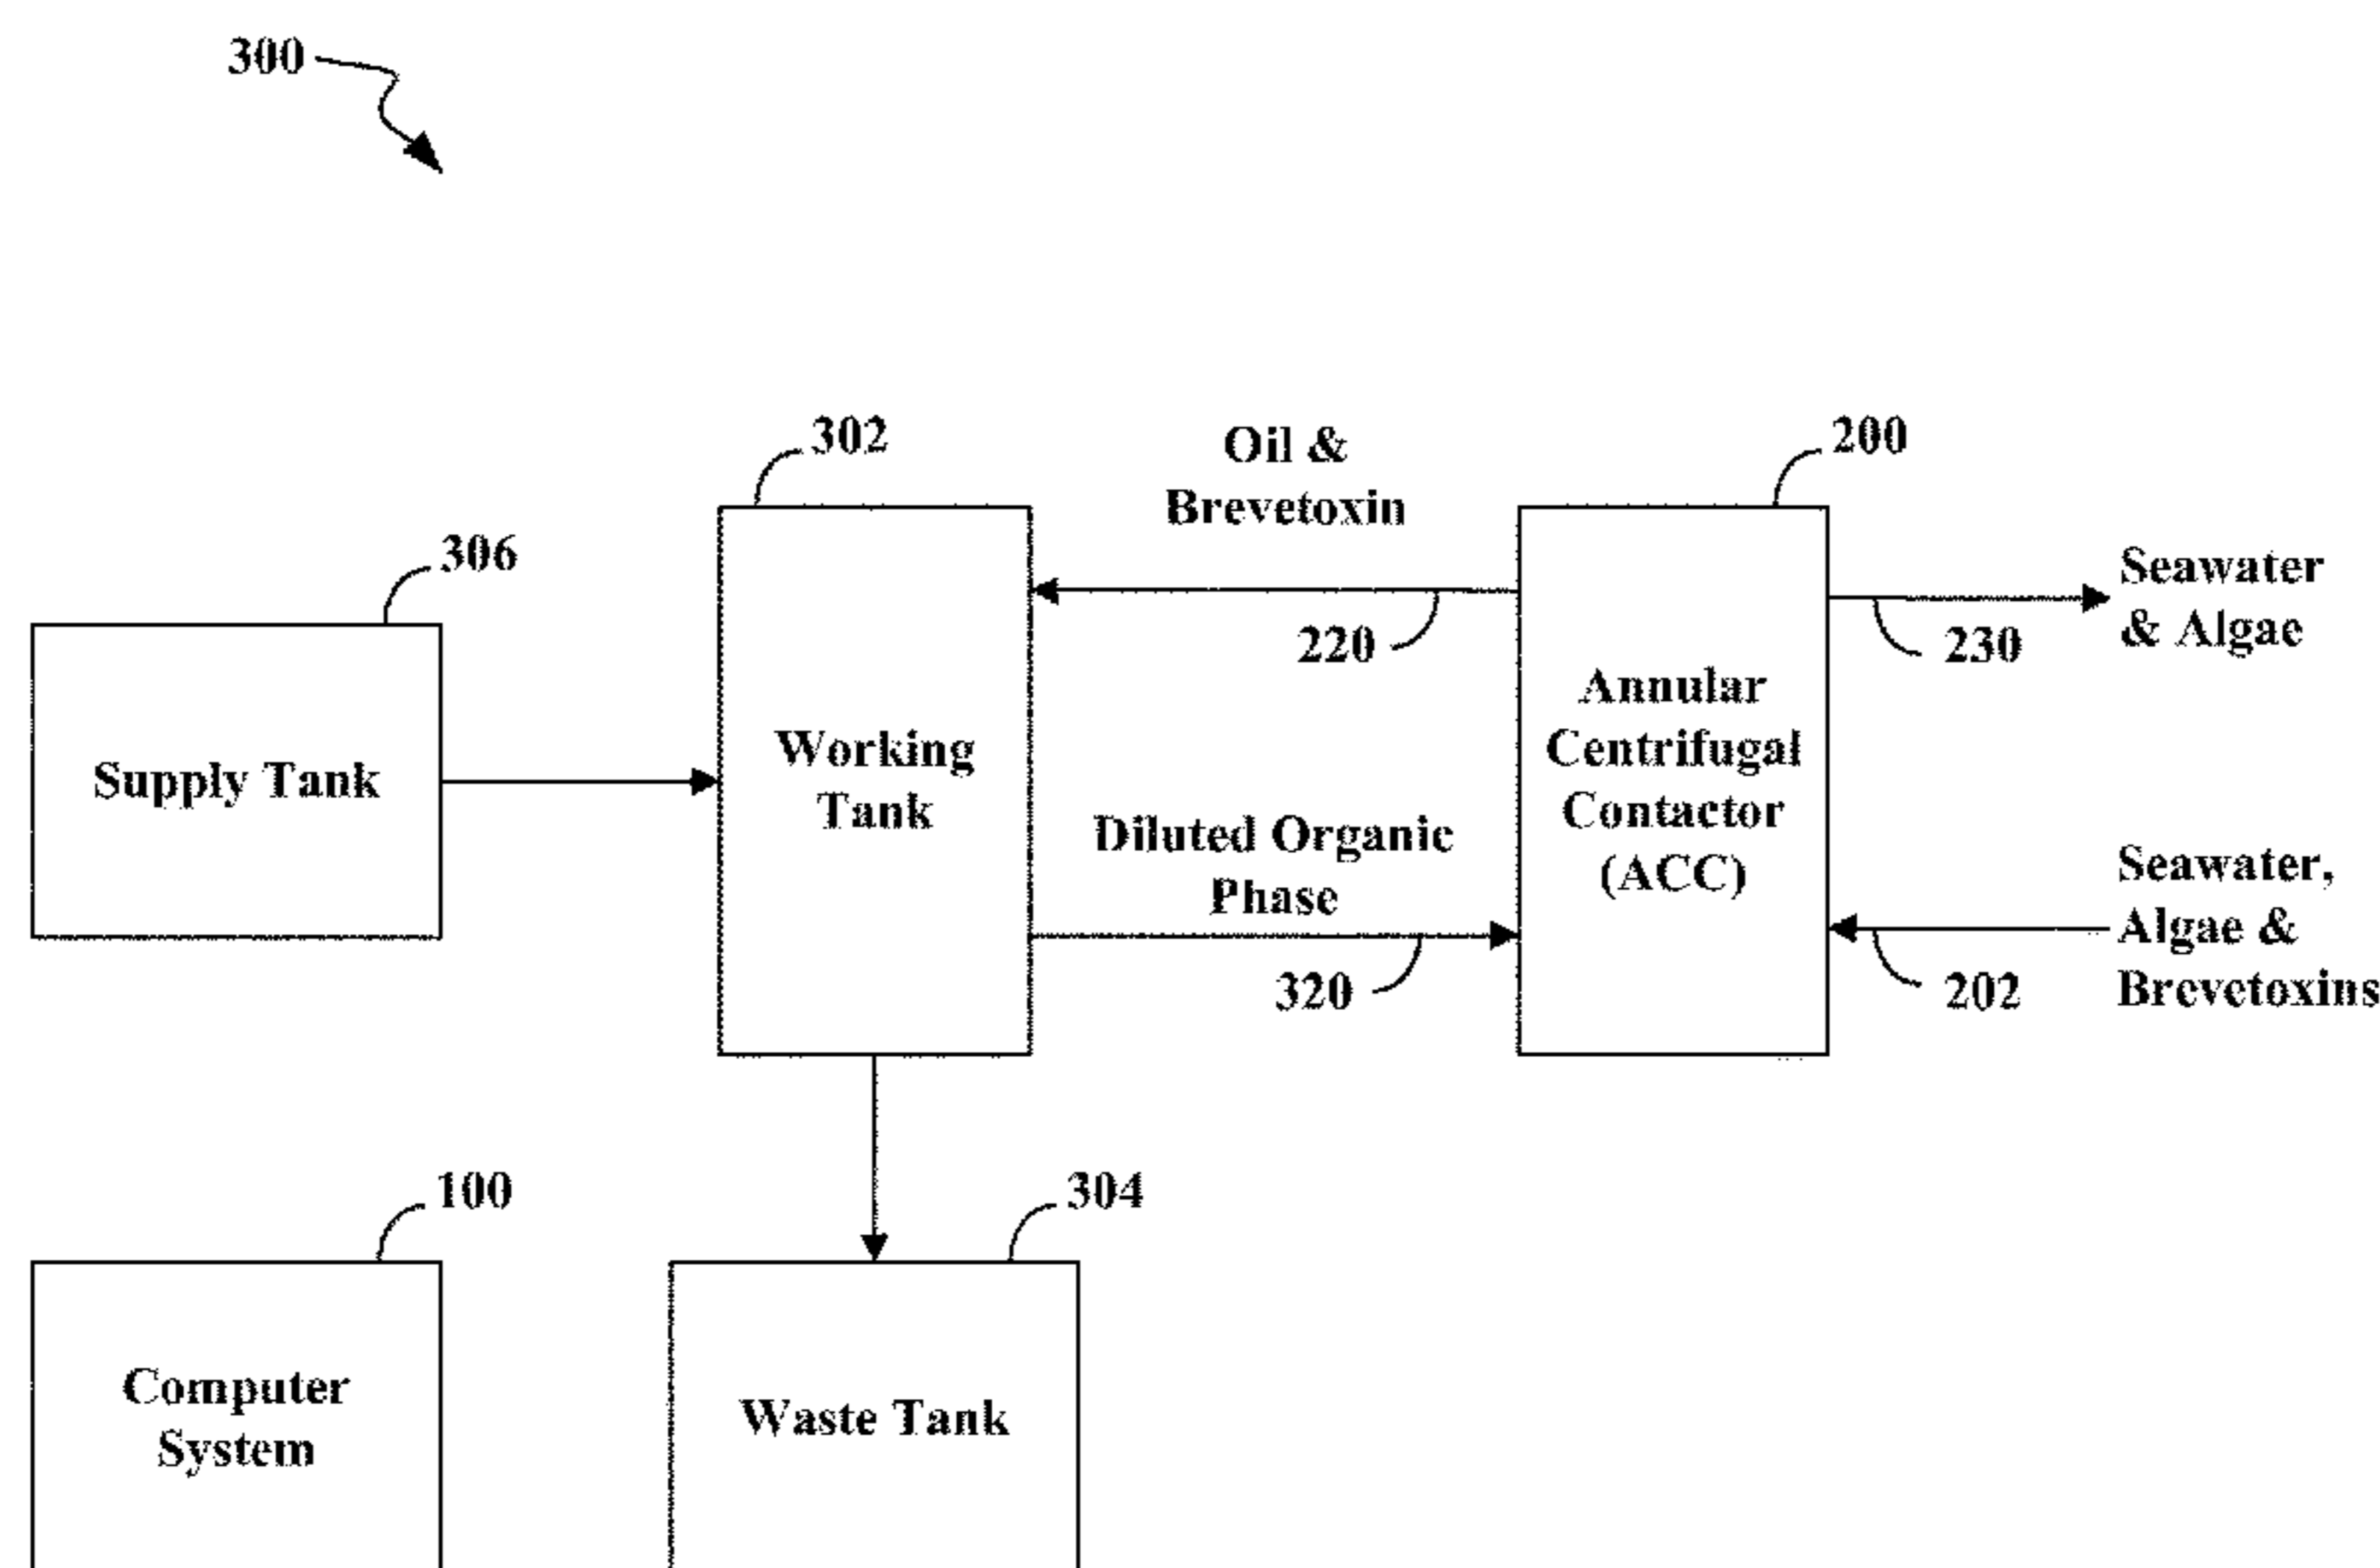 300
302
Oil &
Brevetoxin
200
306
Seawater
& Algae
220
230
Supply Tank
Working
Tank
Annular
Centrifugal
Contactor
(ACC)
Diluted Organic
Phase
Seawater,
Algae &
Brevetoxins
320
202
100
304
Computer
System
Waste Tank